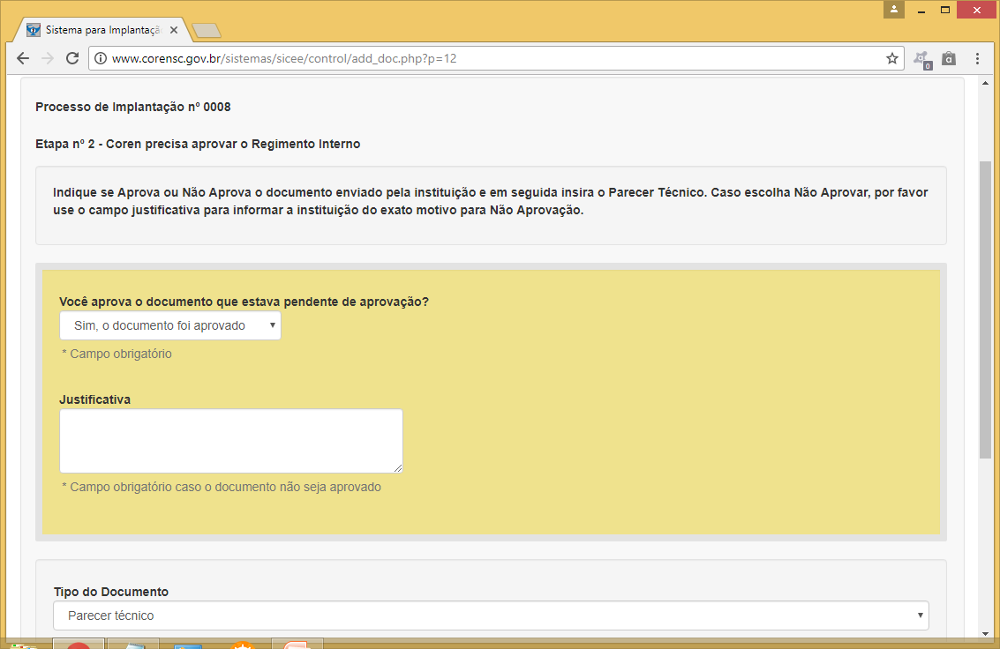 Sistema para Implantaçã
www.corensc.gov.br/sistemas/sicee/control/add_doc.php?p=12
0
a
Processo de Implantação nº 0008
Etapa nº 2 - Coren precisa aprovar o Regimento Interno
Indique se Aprova ou Não Aprova o documento enviado pela instituição e em seguida insira o Parecer Técnico. Caso escolha Não Aprovar, por favor
use o campo justificativa para informar a instituição do exato motivo para Não Aprovação.
Você aprova o documento que estava pendente de aprovação?
Sim, o documento foi aprovado
* Campo obrigatório
Justificativa
* Campo obrigatório caso o documento não seja aprovado
Tipo do Documento
Parecer técnico